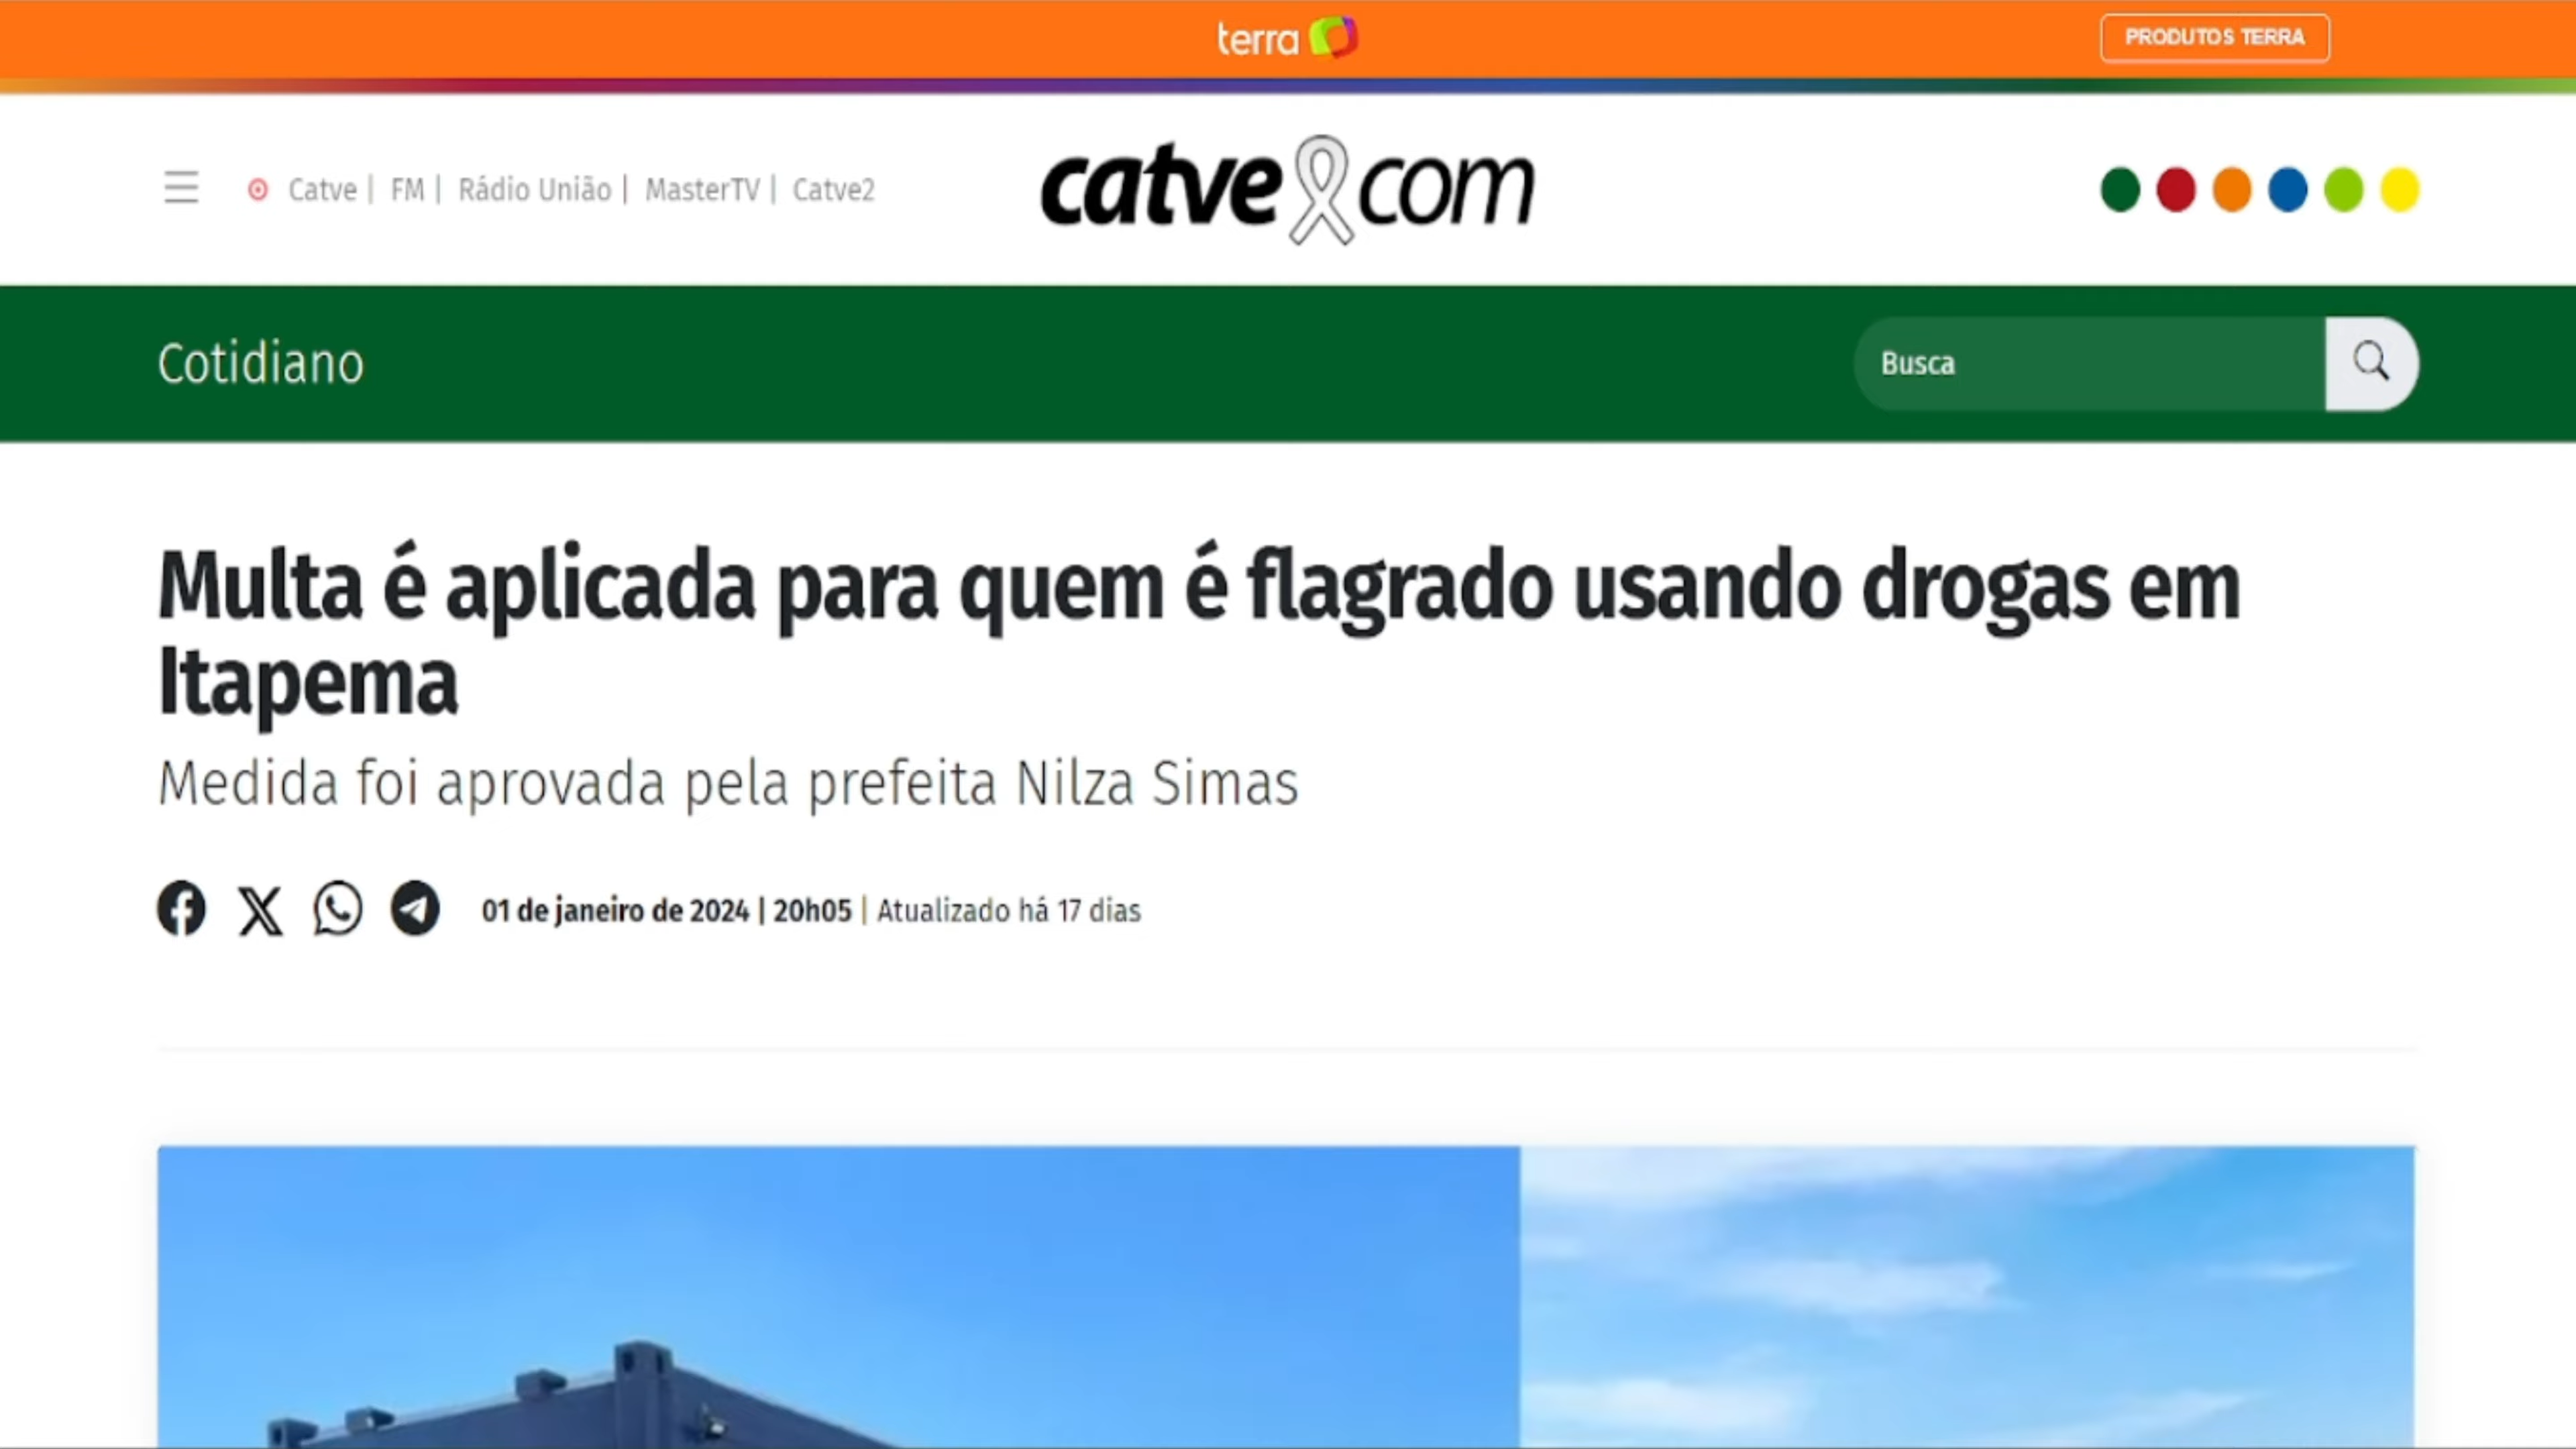 terra
PRODUTOS TERRA
Catve | FM | Rádio União | MasterTV | Catve2
catve com
Cotidiano
Busca
Multa é aplicada para quem é flagrado usando drogas em
Itapema
Medida foi aprovada pela prefeita Nilza Simas
01 de janeiro de 2024 | 20h05 | Atualizado há 17 dias